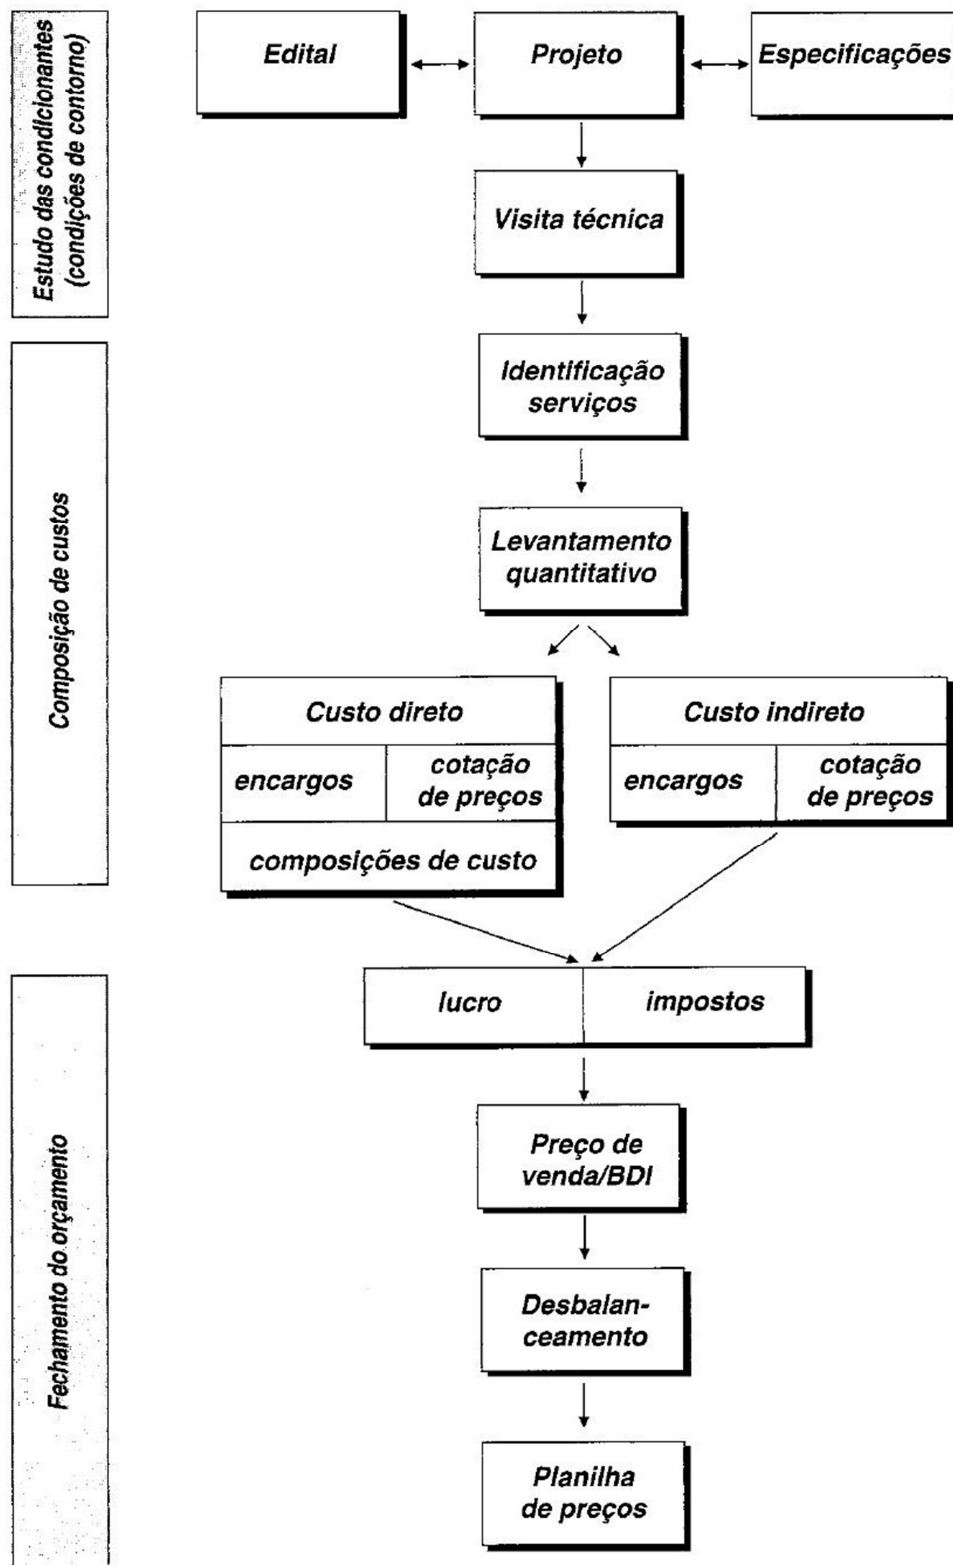 Estudo das condicionantes
(condições de contorno)
Edital
Projeto
Especificações
Visita técnica
Composição de custos
Identificação
serviços
Levantamento
quantitativo
Custo direto
encargos
cotação
de preços
composições de custo
Custo indireto
encargos
cotação
de preços
Fechamento do orçamento
lucro
impostos
Preço de
venda/BDI
Desbalan-
ceamento
Planilha
de preços